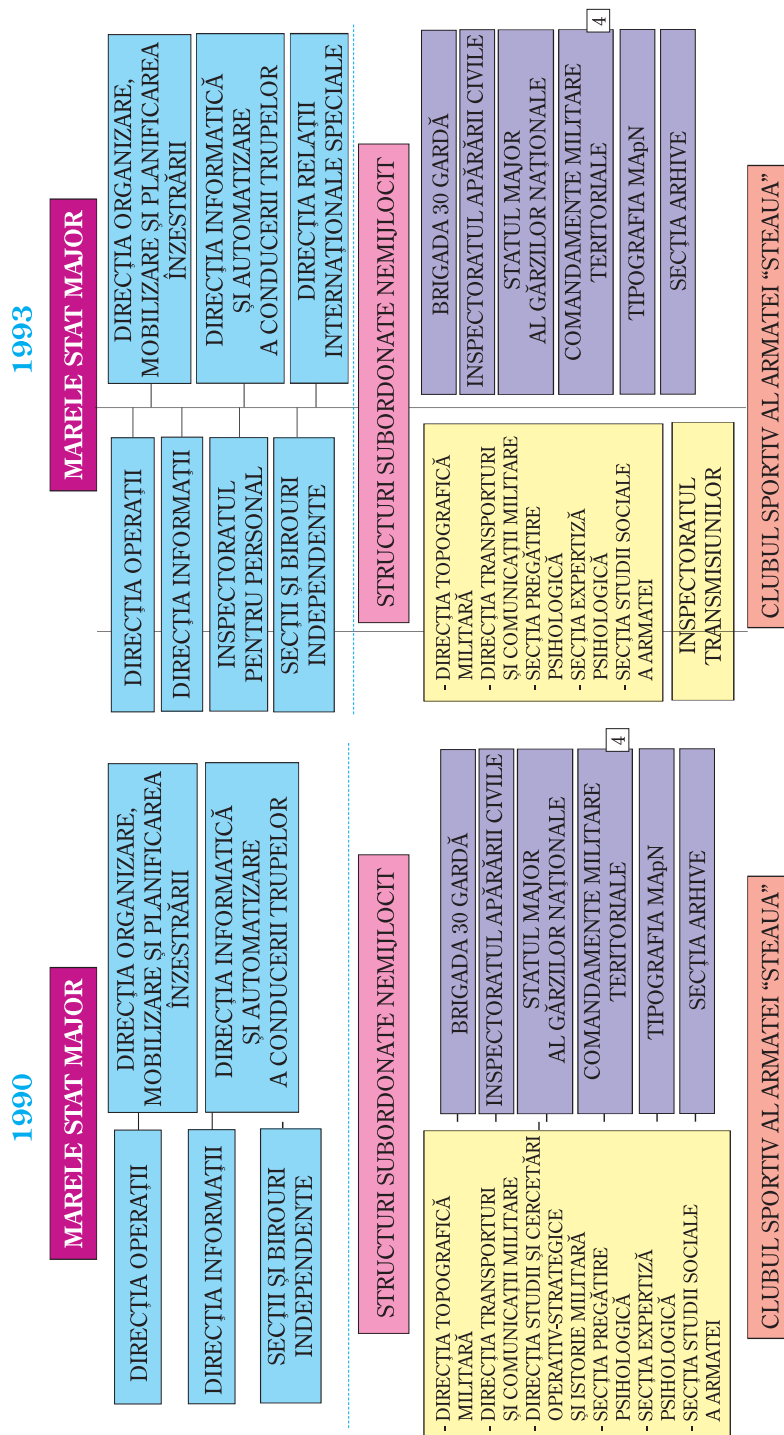 1990
MARELE STAT MAJOR
DIRECȚIA OPERAȚII
DIRECȚIA INFORMAȚII
SECȚII ȘI BIROURI
INDEPENDENTE
DIRECȚIA ORGANIZARE,
MOBILIZARE ȘI PLANIFICAREA
ÎNZESTRĂRII
DIRECȚIA INFORMATICĂ
ȘI AUTOMATIZARE
A CONDUCERII TRUPELOR
STRUCTURI SUBORDONATE NEMIJLOCIT
- DIRECȚIA TOPOGRAFICĂ
MILITARĂ
- DIRECȚIA TRANSPORTURI
ȘI COMUNICAȚII MILITARE
- DIRECȚIA STUDII ȘI CERCETĂRI
OPERATIV-STRATEGICE
ȘI ISTORIE MILITARĂ
- SECȚIA PREGĂTIRE
PSIHOLOGICĂ
- SECȚIA EXPERTIZĂ
PSIHOLOGICĂ
- SECȚIA STUDII SOCIALE
A ARMATEI
BRIGADA 30 GARDĂ
INSPECTORATUL APĂRĂRII CIVILE
STATUL MAJOR
AL GĂRZILOR NAȚIONALE
COMANDAMENTE MILITARE
TERITORIALE
4
TIPOGRAFIA MApN
SECȚIA ARHIVE
CLUBUL SPORTIV AL ARMATEI “STEAUA”
1993
MARELE STAT MAJOR
DIRECȚIA OPERAȚII
DIRECȚIA INFORMAȚII
INSPECTORATUL
PENTRU PERSONAL
SECȚII ȘI BIROURI
INDEPENDENTE
DIRECȚIA ORGANIZARE,
MOBILIZARE ȘI PLANIFICAREA
ÎNZESTRĂRII
DIRECȚIA INFORMATICĂ
ȘI AUTOMATIZARE
A CONDUCERII TRUPELOR
DIRECȚIA RELAȚII
INTERNAȚIONALE SPECIALE
STRUCTURI SUBORDONATE NEMIJLOCIT
- DIRECȚIA TOPOGRAFICĂ
MILITARĂ
- DIRECȚIA TRANSPORTURI
ȘI COMUNICAȚII MILITARE
- SECȚIA PREGĂTIRE
PSIHOLOGICĂ
- SECȚIA EXPERTIZĂ
PSIHOLOGICĂ
- SECȚIA STUDII SOCIALE
A ARMATEI
INSPECTORATUL
TRANSMISIUNILOR
BRIGADA 30 GARDĂ
INSPECTORATUL APĂRĂRII CIVILE
STATUL MAJOR
AL GĂRZILOR NAȚIONALE
COMANDAMENTE MILITARE
TERITORIALE
4
TIPOGRAFIA MApN
SECȚIA ARHIVE
CLUBUL SPORTIV AL ARMATEI “STEAUA”